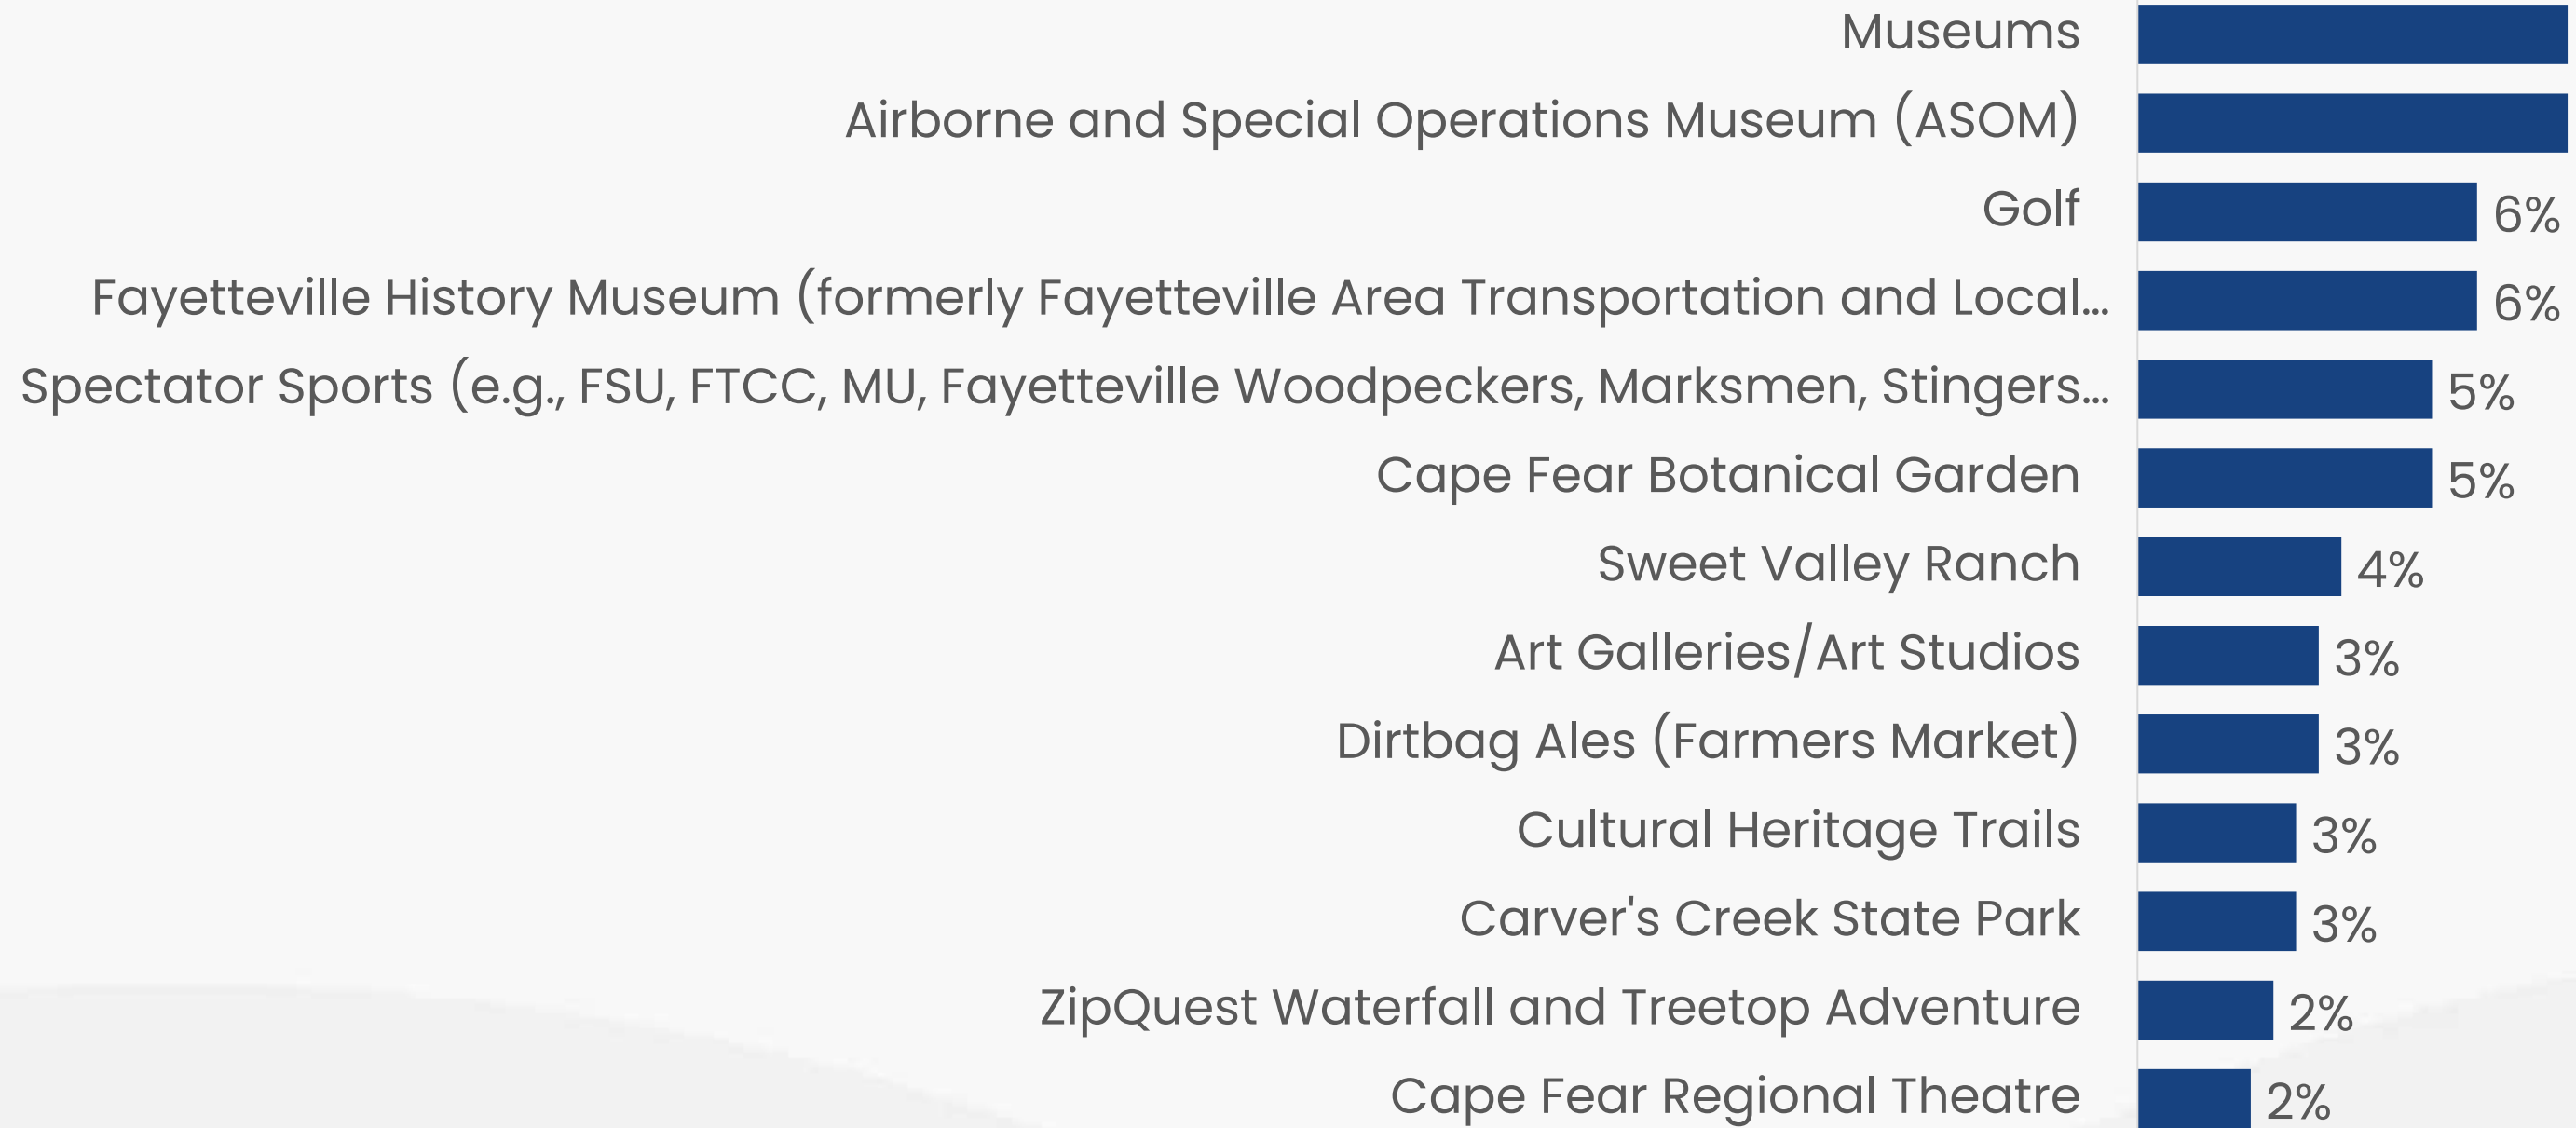 Museums
Airborne and Special Operations Museum (ASOM)
Golf 6%
Fayetteville History Museum (formerly Fayetteville Area Transportation and Local... 6%
Spectator Sports (e.g., FSU, FTCC, MU, Fayetteville Woodpeckers, Marksmen, Stingers... 5%
Cape Fear Botanical Garden 5%
Sweet Valley Ranch 4%
Art Galleries/Art Studios 3%
Dirtbag Ales (Farmers Market) 3%
Cultural Heritage Trails 3%
Carver's Creek State Park 3%
ZipQuest Waterfall and Treetop Adventure 2%
Cape Fear Regional Theatre 2%